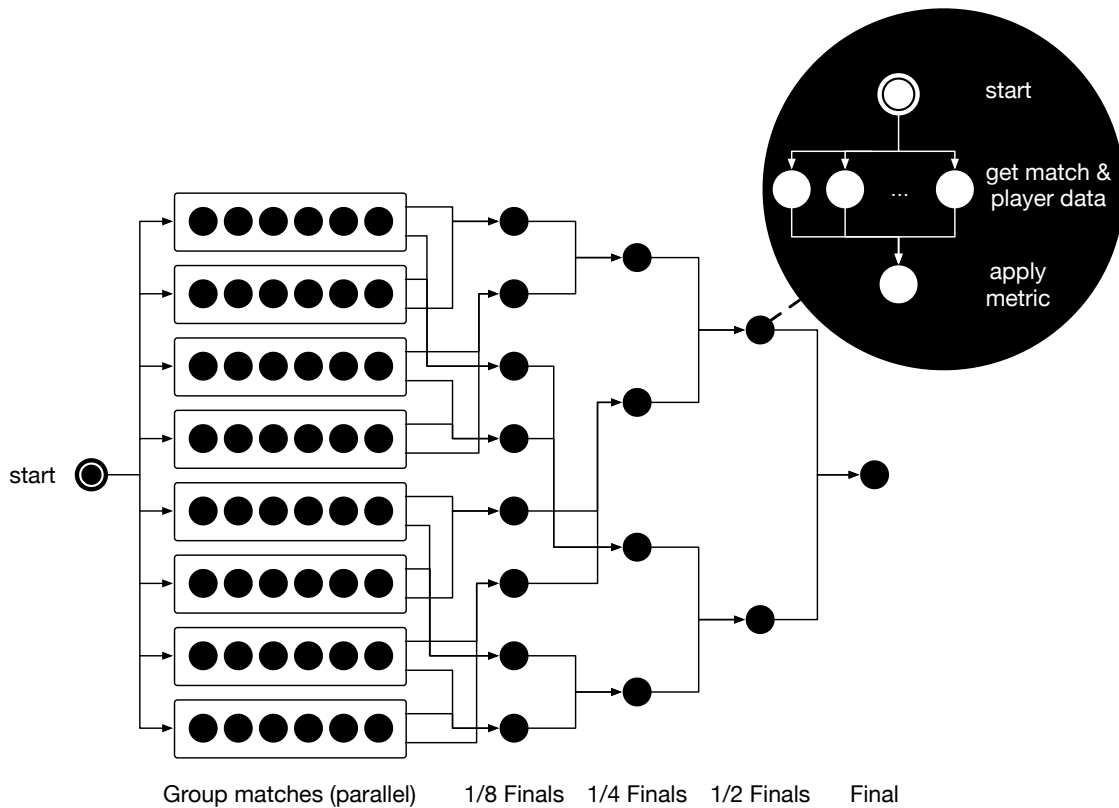 start
get match &
player data
...
apply
metric
start
Group matches (parallel)
1/8 Finals
1/4 Finals
1/2 Finals
Final